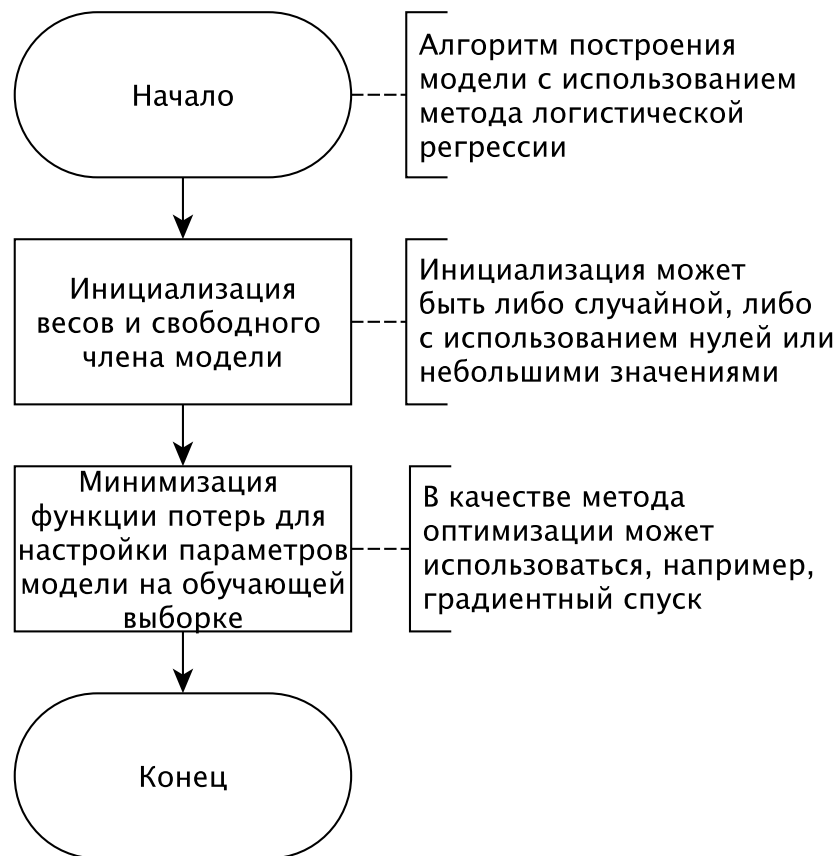 Начало
Алгоритм построения
модели с использованием
метода логистической
регрессии
Инициализация
весов и свободного
члена модели
Инициализация может
быть либо случайной, либо
с использованием нулей или
небольшими значениями
Минимизация
функции потерь для
настройки параметров
модели на обучающей
выборке
В качестве метода
оптимизации может
использоваться, например,
градиентный спуск
Конец